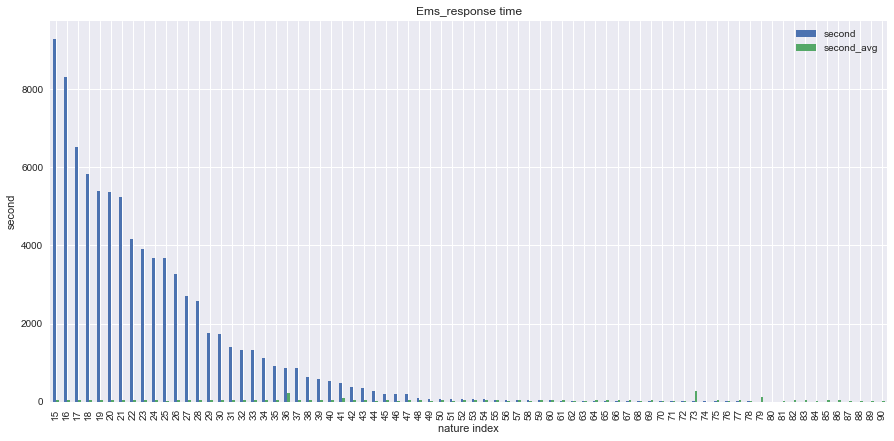 Ems_response time
second
second_avg
8000
6000
4000
2000
0
second
15 16 17 18 19 20 21 22 23 24 25 26 27 28 29 30 31 32 33 34 35 36 37 38 39 40 41 42 43 44 45 46 47 48 49 50 51 52 53 54 55 56 57 58 59 60 61 62 63 64 65 66 67 68 69 70 71 72 73 74 75 76 77 78 79 80 81 82 83 84 85 86 87 88 89 90
nature index